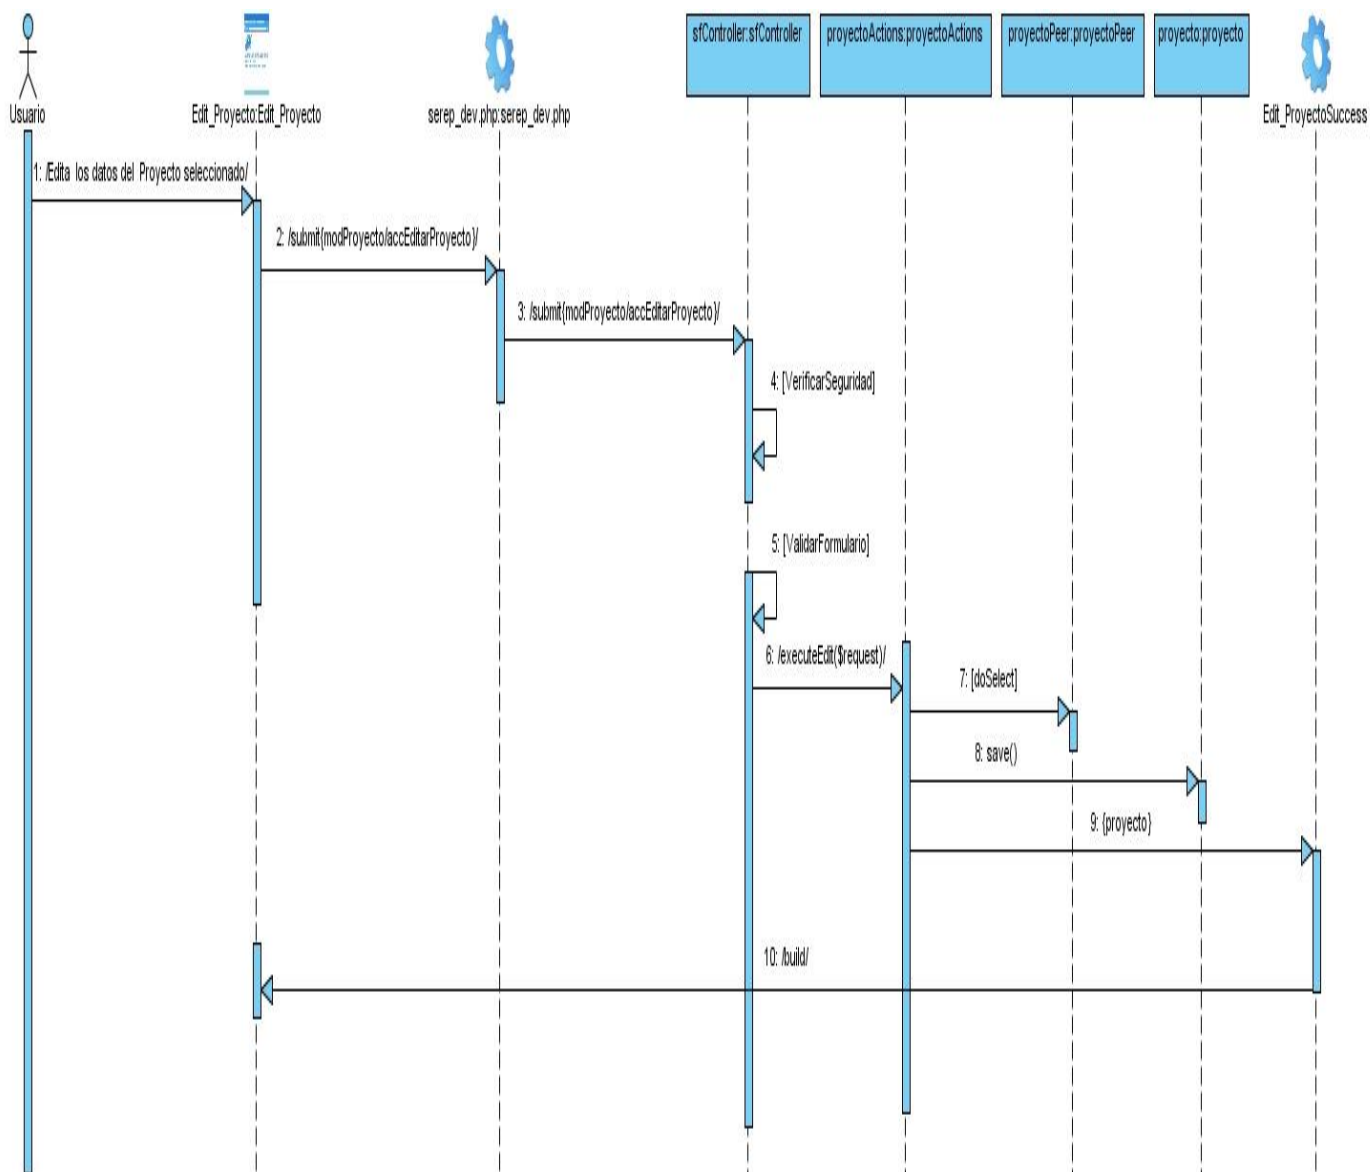 sfController:sfController
proyectoActions:proyectoActions
proyectoPeer:proyectoPeer
proyecto:proyecto
Usuario
Edit_Proyecto:Edit_Proyecto
serep_dev.php:serep_dev.php
Edit_ProyectoSuccess
1: /Edita los datos del Proyecto seleccionado/
2: /submit{modProyecto/accEditarProyecto}/
3: /submit{modProyecto/accEditarProyecto}/
4: [VerificarSeguridad]
5: [ValidarFormulario]
6: /executeEdit($request)/
7: [doSelect]
8: save()
9: {proyecto}
10: /build/